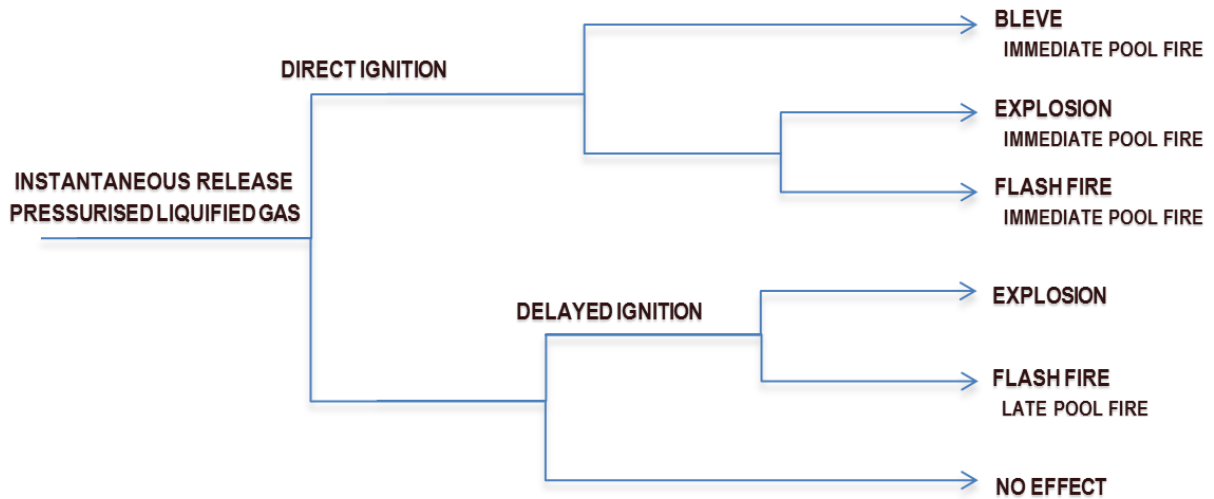 BLEVE
IMMEDIATE POOL FIRE
DIRECT IGNITION
EXPLOSION
IMMEDIATE POOL FIRE
INSTANTANEOUS RELEASE
PRESSURISED LIQUIFIED GAS
FLASH FIRE
IMMEDIATE POOL FIRE
DELAYED IGNITION
EXPLOSION
FLASH FIRE
LATE POOL FIRE
NO EFFECT